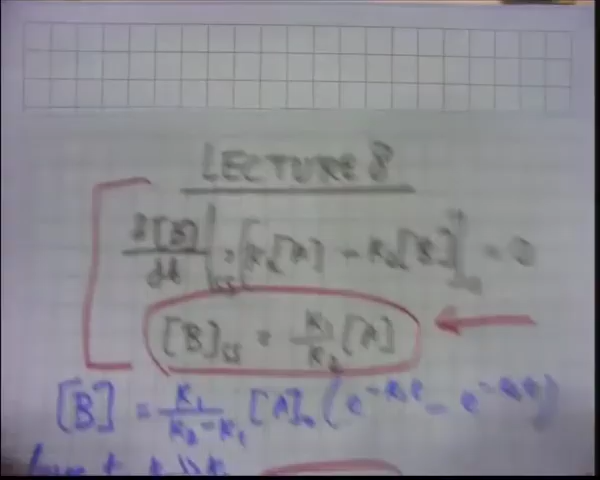 LECTURE 8
d[B]/dt |ss = [K1[A] - K2[B]]ss = 0
[B]ss = K1/K2 [A]
[B] = K1/(K2-K1) [A]0 (e^-K1t - e^-K2t)